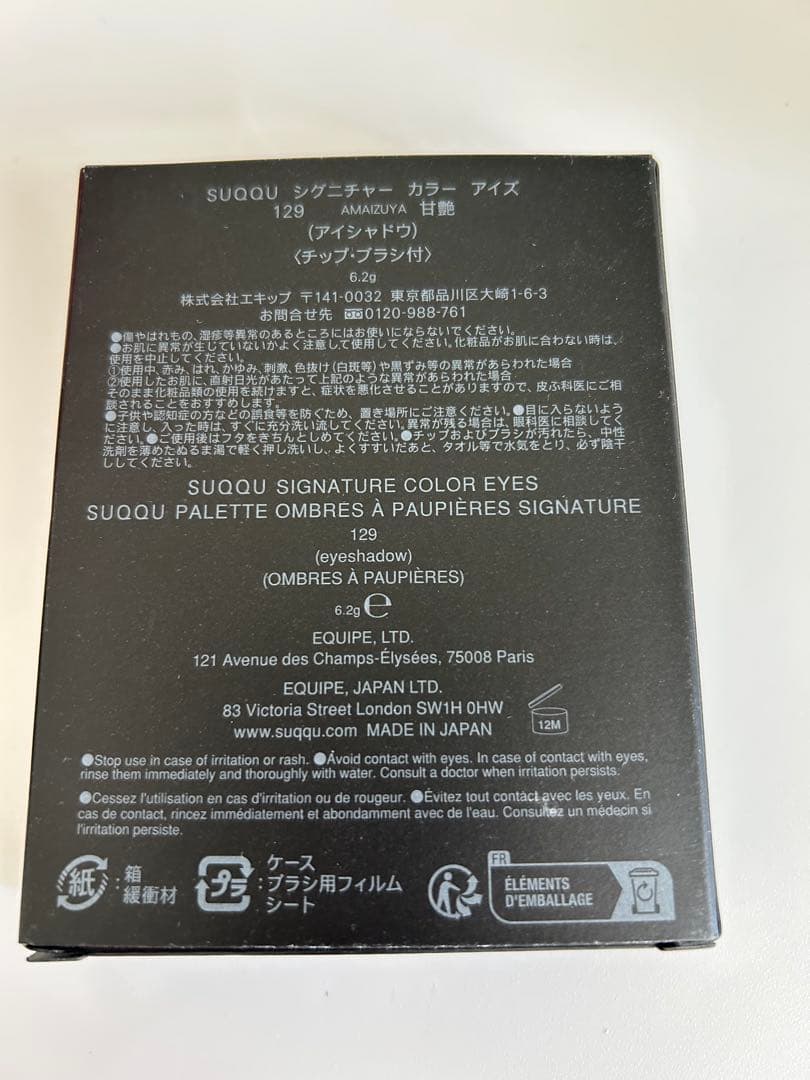 SUQQU シグニチャー カラー アイズ
129 AMAIZUYA 甘艶
(アイシャドウ)
〈チップ・ブラシ付〉
6.2g
株式会社エキップ 〒141-0032 東京都品川区大崎1-6-3
お問合せ先 0120-988-761
●傷やはれもの、湿疹等異常のあるところにはお使いにならないでください。
●お肌に異常が生じていないかよく注意して使用してください。化粧品がお肌に合わない時は、
使用を中止してください。
①使用中、赤み、はれ、かゆみ、刺激、色抜け(白斑等)や黒ずみ等の異常があらわれた場合
②使用したお肌に、直射日光があたって上記のような異常があらわれた場合
そのまま化粧品類の使用を続けますと、症状を悪化させることがありますので、皮ふ科医にご相
談されることをおすすめします。
●子供や認知症の方などの誤食等を防ぐため、置き場所にご注意ください。●目に入らないよう
に注意し、入った時は、すぐに充分洗い流してください。異常が残る場合は、眼科医に相談してく
ださい。●ご使用後はフタをきちんとしめてください。●チップおよびブラシが汚れたら、中性
洗剤を薄めたぬるま湯で軽く押し洗いし、よくすすいだあと、タオル等で水気をとり、必ず陰干
ししてください。
SUQQU SIGNATURE COLOR EYES
SUQQU PALETTE OMBRES À PAUPIÈRES SIGNATURE
129
(eyeshadow)
(OMBRES À PAUPIÈRES)
6.2g ℮
EQUIPE, LTD.
121 Avenue des Champs-Élysées, 75008 Paris
EQUIPE, JAPAN LTD.
83 Victoria Street London SW1H 0HW
www.suqqu.com MADE IN JAPAN
12M
●Stop use in case of irritation or rash. ●Avoid contact with eyes. In case of contact with eyes,
rinse them immediately and thoroughly with water. Consult a doctor when irritation persists.
●Cessez l'utilisation en cas d'irritation ou de rougeur. ●Évitez tout contact avec les yeux. En
cas de contact, rincez immédiatement et abondamment avec de l'eau. Consultez un médecin si
l'irritation persiste.
紙 : 箱
緩衝材
プラ : ケース
ブラシ用フィルム
シート
FR
ÉLÉMENTS
D'EMBALLAGE